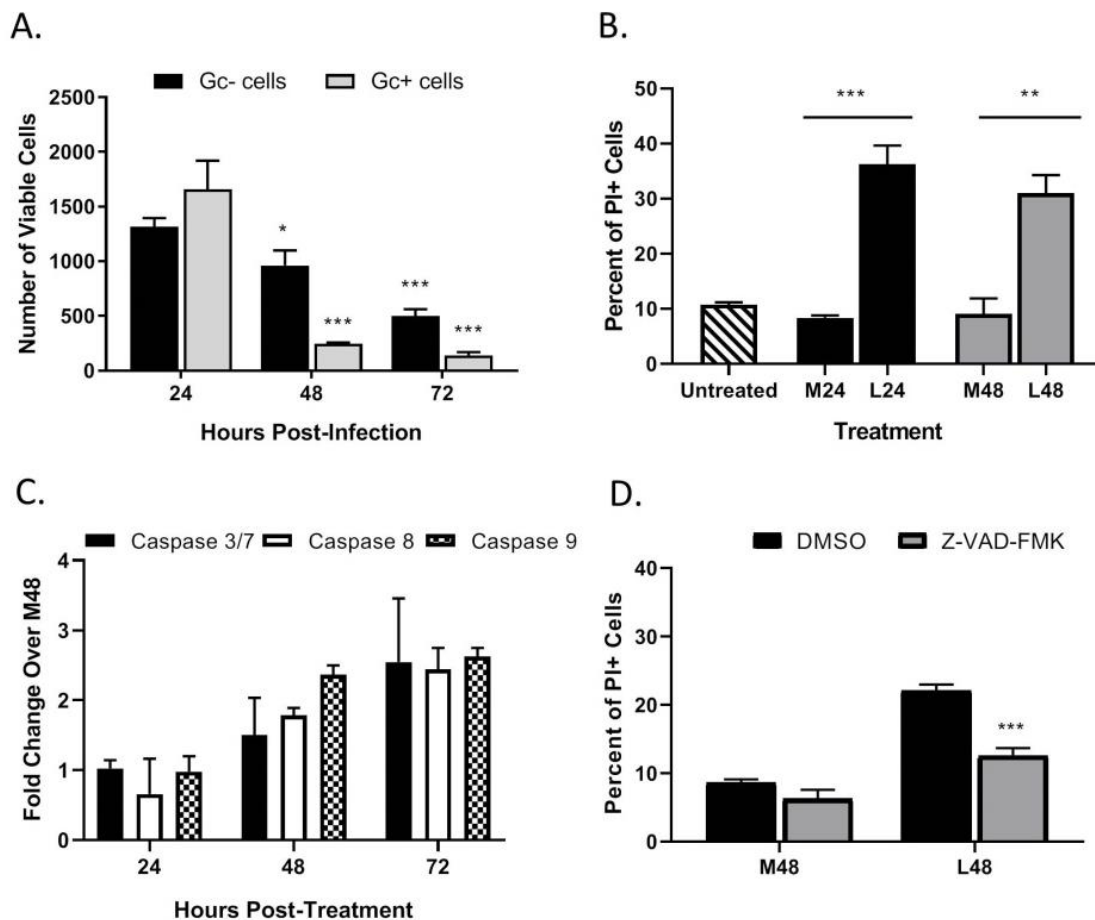 A.
Gc- cells Gc+ cells
Number of Viable Cells
2500
2000
1500
1000
500
0
*
***
***
***
24 48 72
Hours Post-Infection
B.
Percent of PI+ Cells
50
40
30
20
10
0
*** **
Untreated M24 L24 M48 L48
Treatment
C.
Caspase 3/7 Caspase 8 Caspase 9
Fold Change Over M48
4
3
2
1
0
24 48 72
Hours Post-Treatment
D.
DMSO Z-VAD-FMK
Percent of PI+ Cells
40
30
20
10
0
***
M48 L48